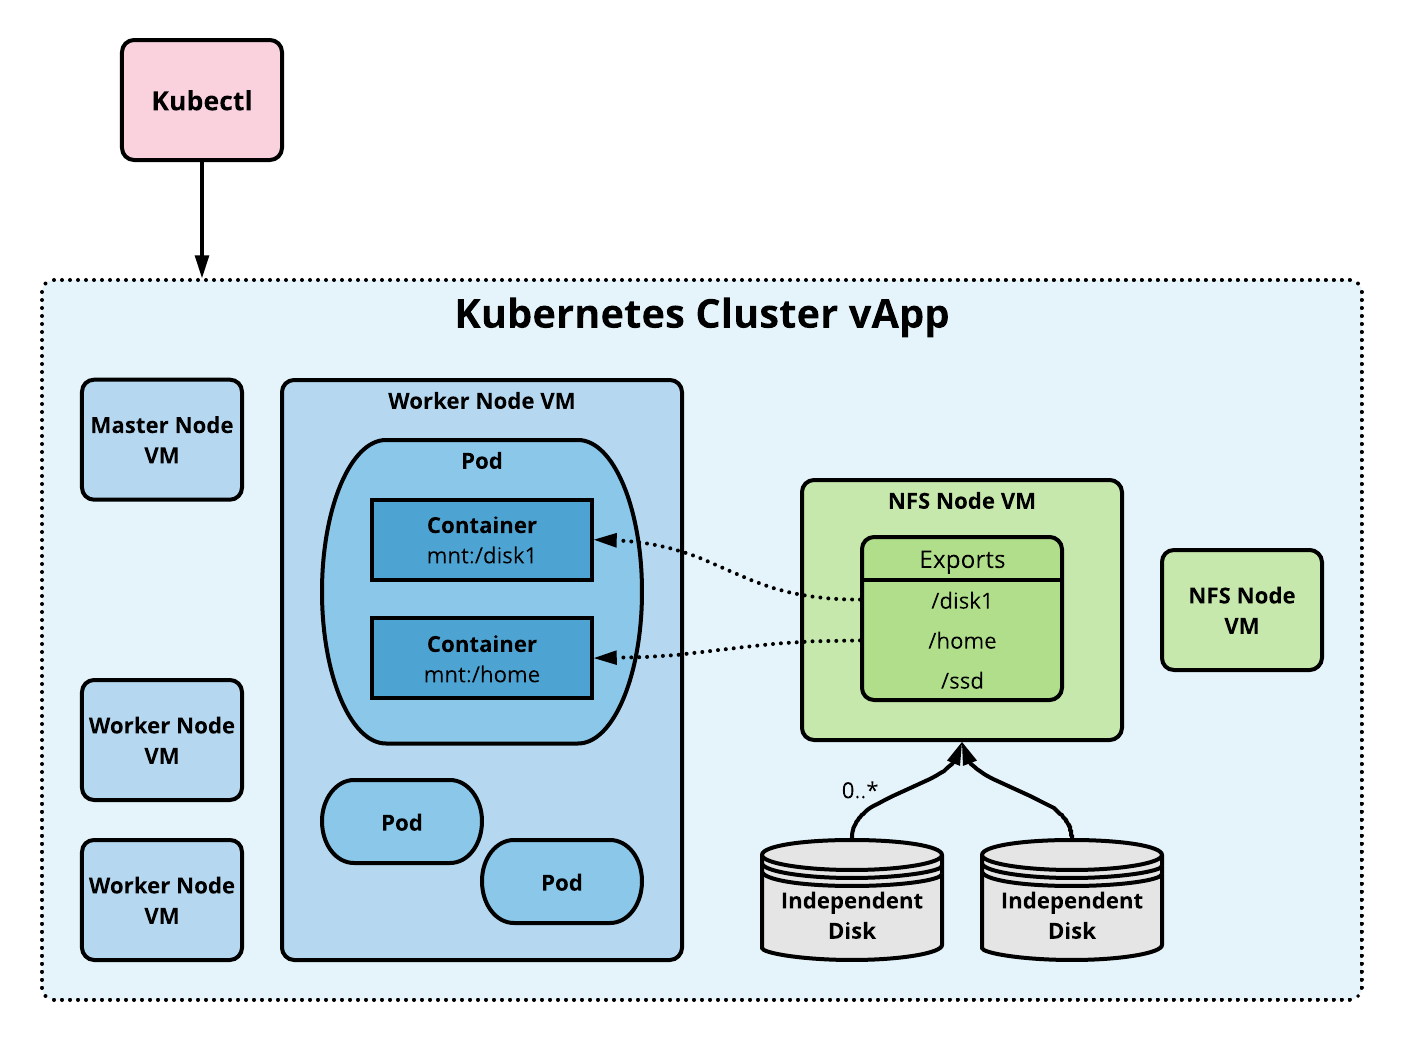 Kubectl
Kubernetes Cluster vApp
Master Node
VM
Worker Node
VM
Worker Node
VM
Worker Node VM
Pod
Container
mnt:/disk1
Container
mnt:/home
Pod
Pod
NFS Node VM
Exports
/disk1
/home
/ssd
NFS Node
VM
0..*
Independent
Disk
Independent
Disk